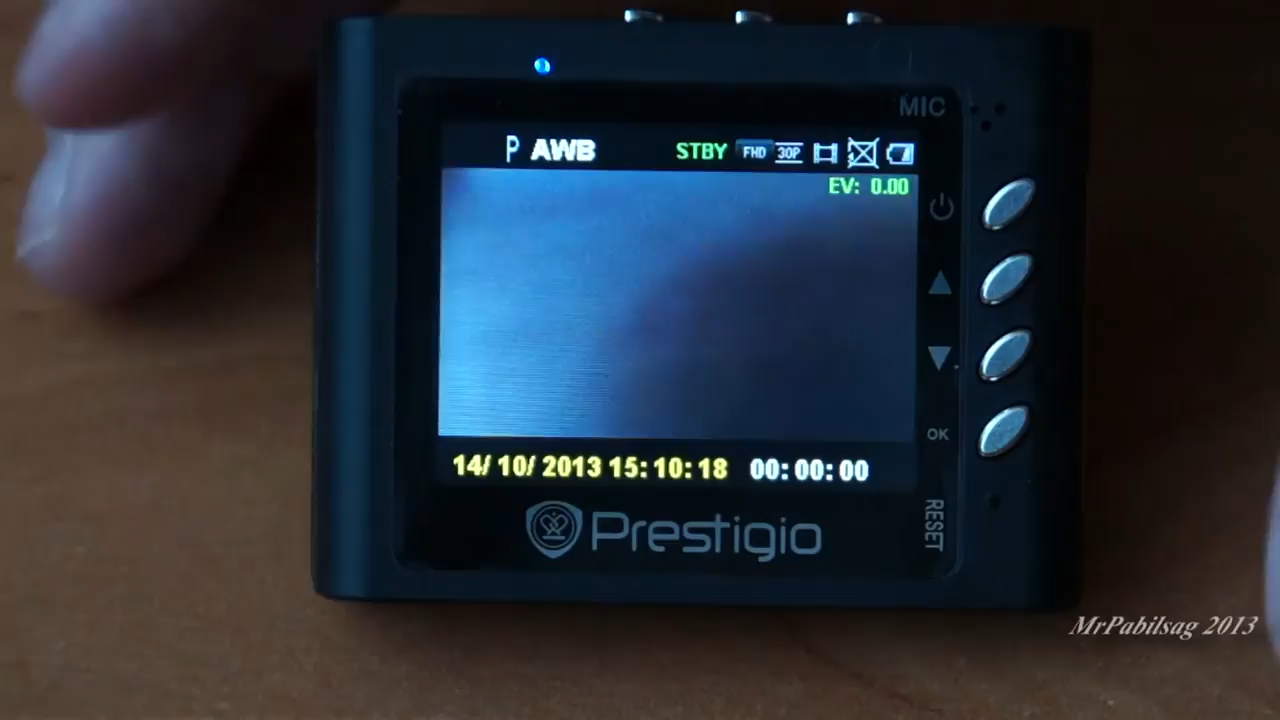 MIC
P AWB STBY FHD 30P
EV: 0.00
14/ 10/ 2013 15: 10: 18 00: 00: 00
OK
RESET
Prestigio
MrPabilsag 2013